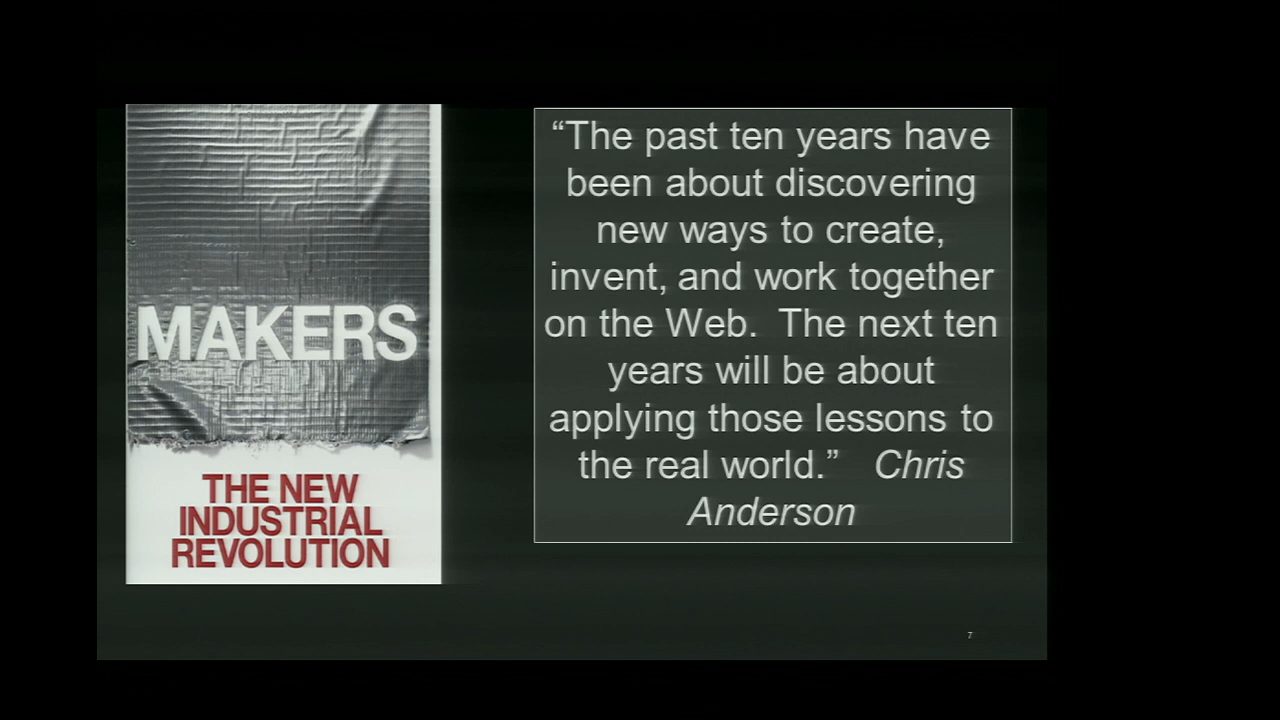 MAKERS
THE NEW
INDUSTRIAL
REVOLUTION
“The past ten years have
been about discovering
new ways to create,
invent, and work together
on the Web.  The next ten
years will be about
applying those lessons to
the real world.”   Chris
Anderson
7